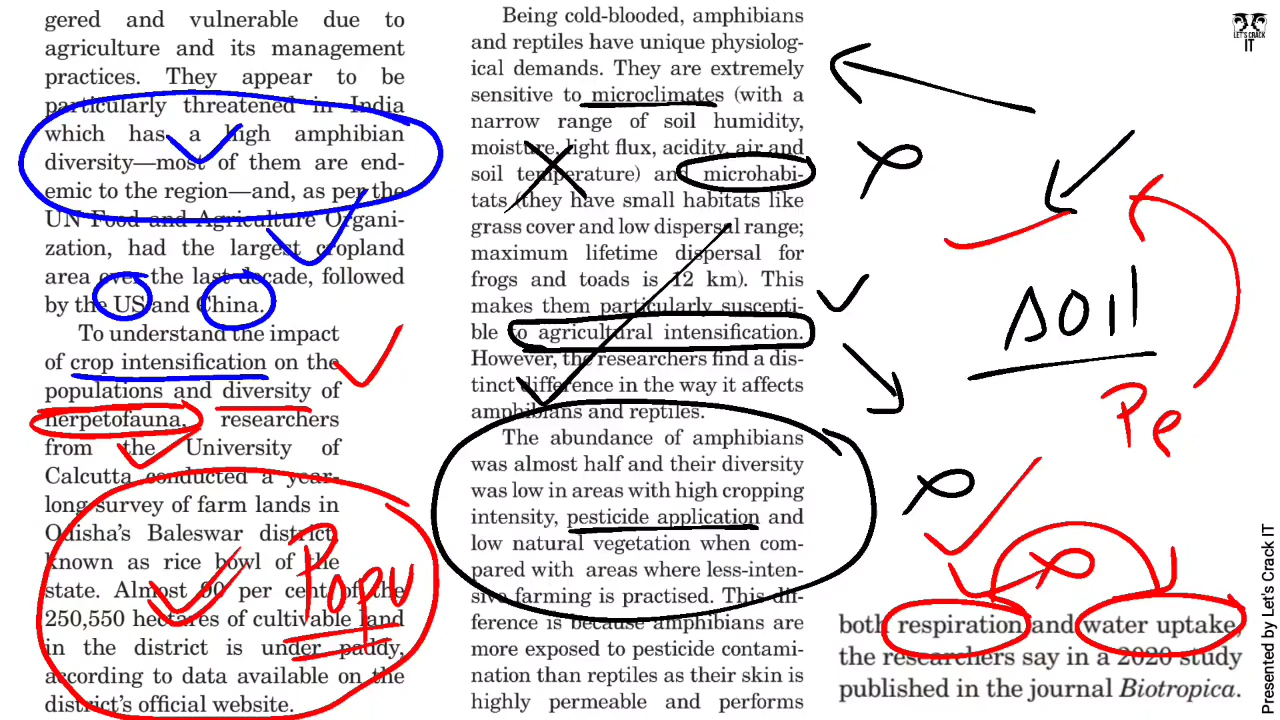 gered and vulnerable due to
agriculture and its management
practices. They appear to be
particularly threatened in India
which has a high amphibian
diversity—most of them are end-
emic to the region—and, as per the
UN Food and Agriculture Organi-
zation, had the largest cropland
area over the last decade, followed
by the US and China.
To understand the impact
of crop intensification on the
populations and diversity of
herpetofauna, researchers
from the University of
Calcutta conducted a year-
long survey of farm lands in
Odisha's Baleswar district,
known as rice bowl of the
state. Almost 90 per cent of the
250,550 hectares of cultivable land
in the district is under paddy,
according to data available on the
district's official website.
Popu
Being cold-blooded, amphibians
and reptiles have unique physiolog-
ical demands. They are extremely
sensitive to microclimates (with a
narrow range of soil humidity,
moisture, light flux, acidity, air and
soil temperature) and microhabi-
tats (they have small habitats like
grass cover and low dispersal range;
maximum lifetime dispersal for
frogs and toads is 12 km). This
makes them particularly suscepti-
ble to agricultural intensification.
However, the researchers find a dis-
tinct difference in the way it affects
amphibians and reptiles.
The abundance of amphibians
was almost half and their diversity
was low in areas with high cropping
intensity, pesticide application and
low natural vegetation when com-
pared with areas where less-inten-
sive farming is practised. This dif-
ference is because amphibians are
more exposed to pesticide contami-
nation than reptiles as their skin is
highly permeable and performs
LET'S CRACK
IT
soil
Pe
both respiration and water uptake,
the researchers say in a 2020 study
published in the journal Biotropica.
Presented by Let's Crack IT